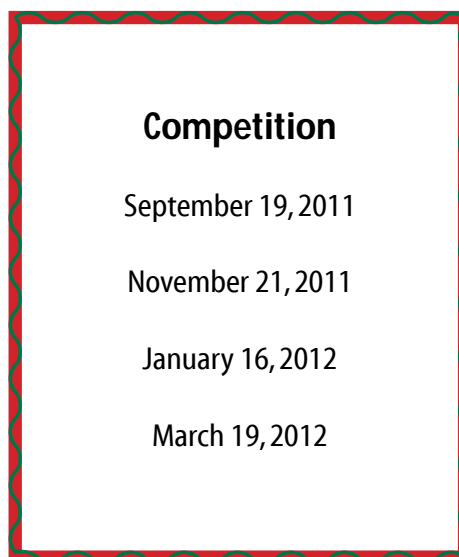 Competition
September 19, 2011
November 21, 2011
January 16, 2012
March 19, 2012